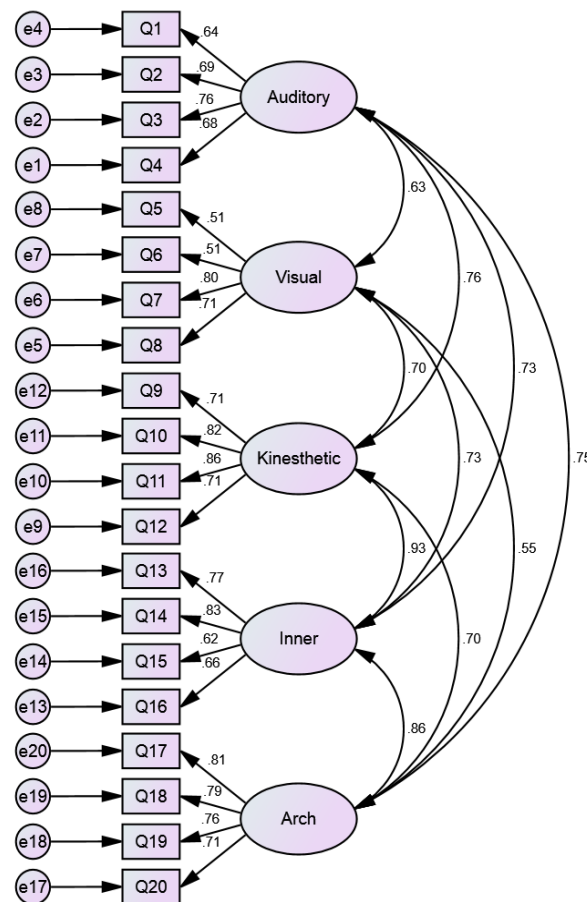 e4 Q1 .64
e3 Q2 .69
Auditory
e2 Q3 .76
e1 Q4 .68
e8 Q5 .51
.63
e7 Q6 .51
Visual
.76
e6 Q7 .80
e5 Q8 .71
e12 Q9 .71
.70
.73
.75
e11 Q10 .82
Kinesthetic
.73
e10 Q11 .86
e9 Q12 .71
e16 Q13 .77
.93
.55
e15 Q14 .83
Inner
.70
e14 Q15 .62
e13 Q16 .66
e20 Q17 .81
.86
e19 Q18 .79
Arch
e18 Q19 .76
e17 Q20 .71